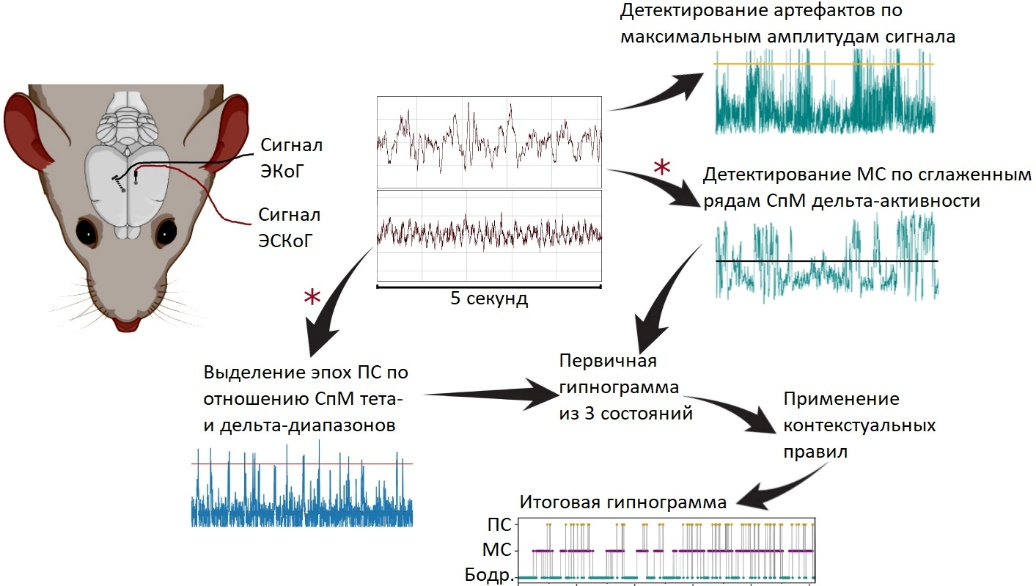 Детектирование артефактов по
максимальным амплитудам сигнала
Сигнал
ЭКоГ
Сигнал
ЭСКоГ
*
Детектирование МС по сглаженным
рядам СпМ дельта-активности
5 секунд
*
Выделение эпох ПС по
отношению СпМ тета-
и дельта-диапазонов
Первичная
гипнограмма
из 3 состояний
Применение
контекстуальных
правил
Итоговая гипнограмма
ПС
МС
Бодр.